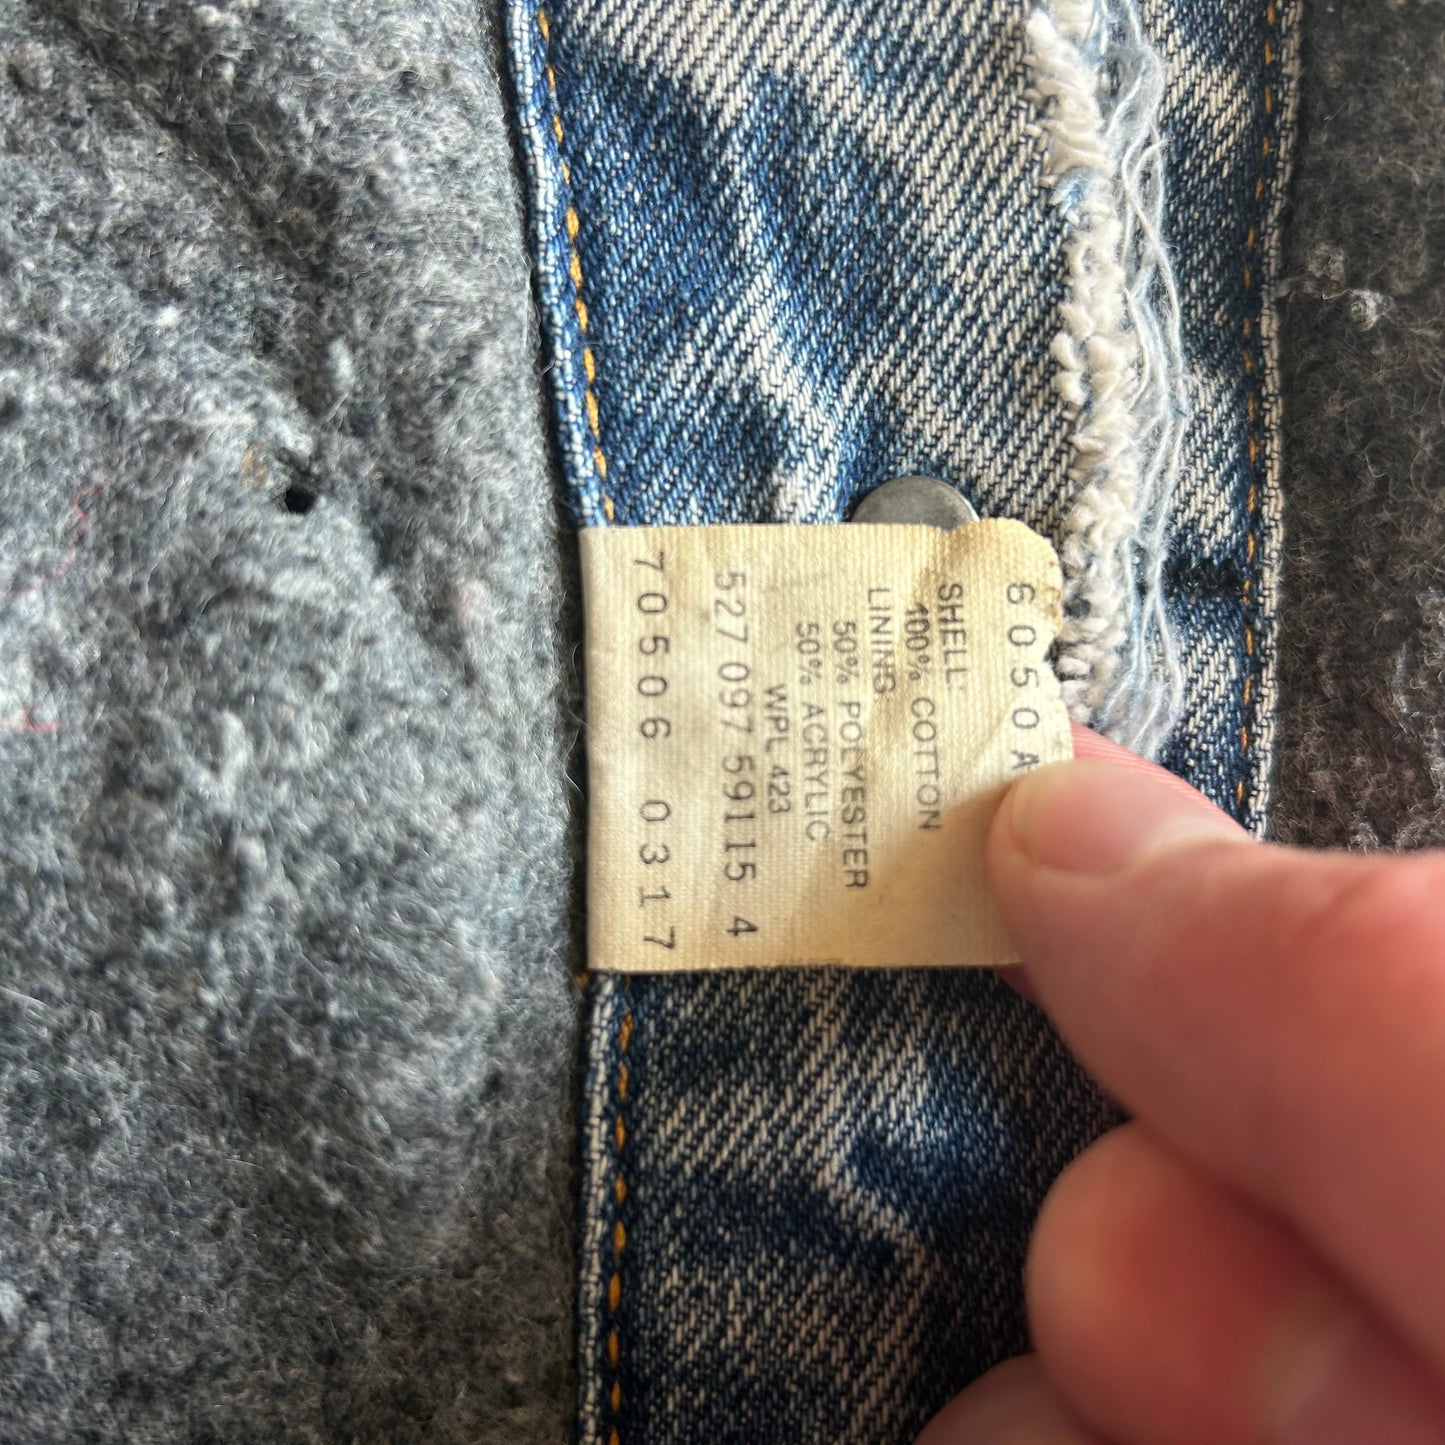 6050A
SHELL:
100% COTTON
LINING
50% POLYESTER
50% ACRYLIC
WPL 423
527 097 59115 4
70506 0317